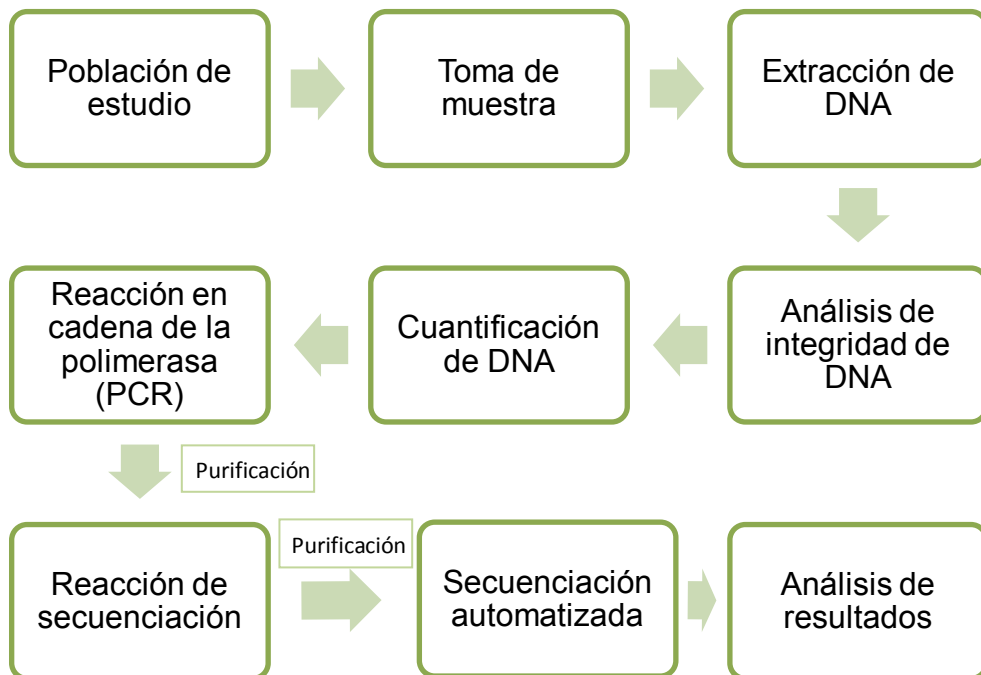 Población de
estudio
Toma de
muestra
Extracción de
DNA
Reacción en
cadena de la
polimerasa
(PCR)
Cuantificación
de DNA
Análisis de
integridad de
DNA
Purificación
Purificación
Reacción de
secuenciación
Secuenciación
automatizada
Análisis de
resultados